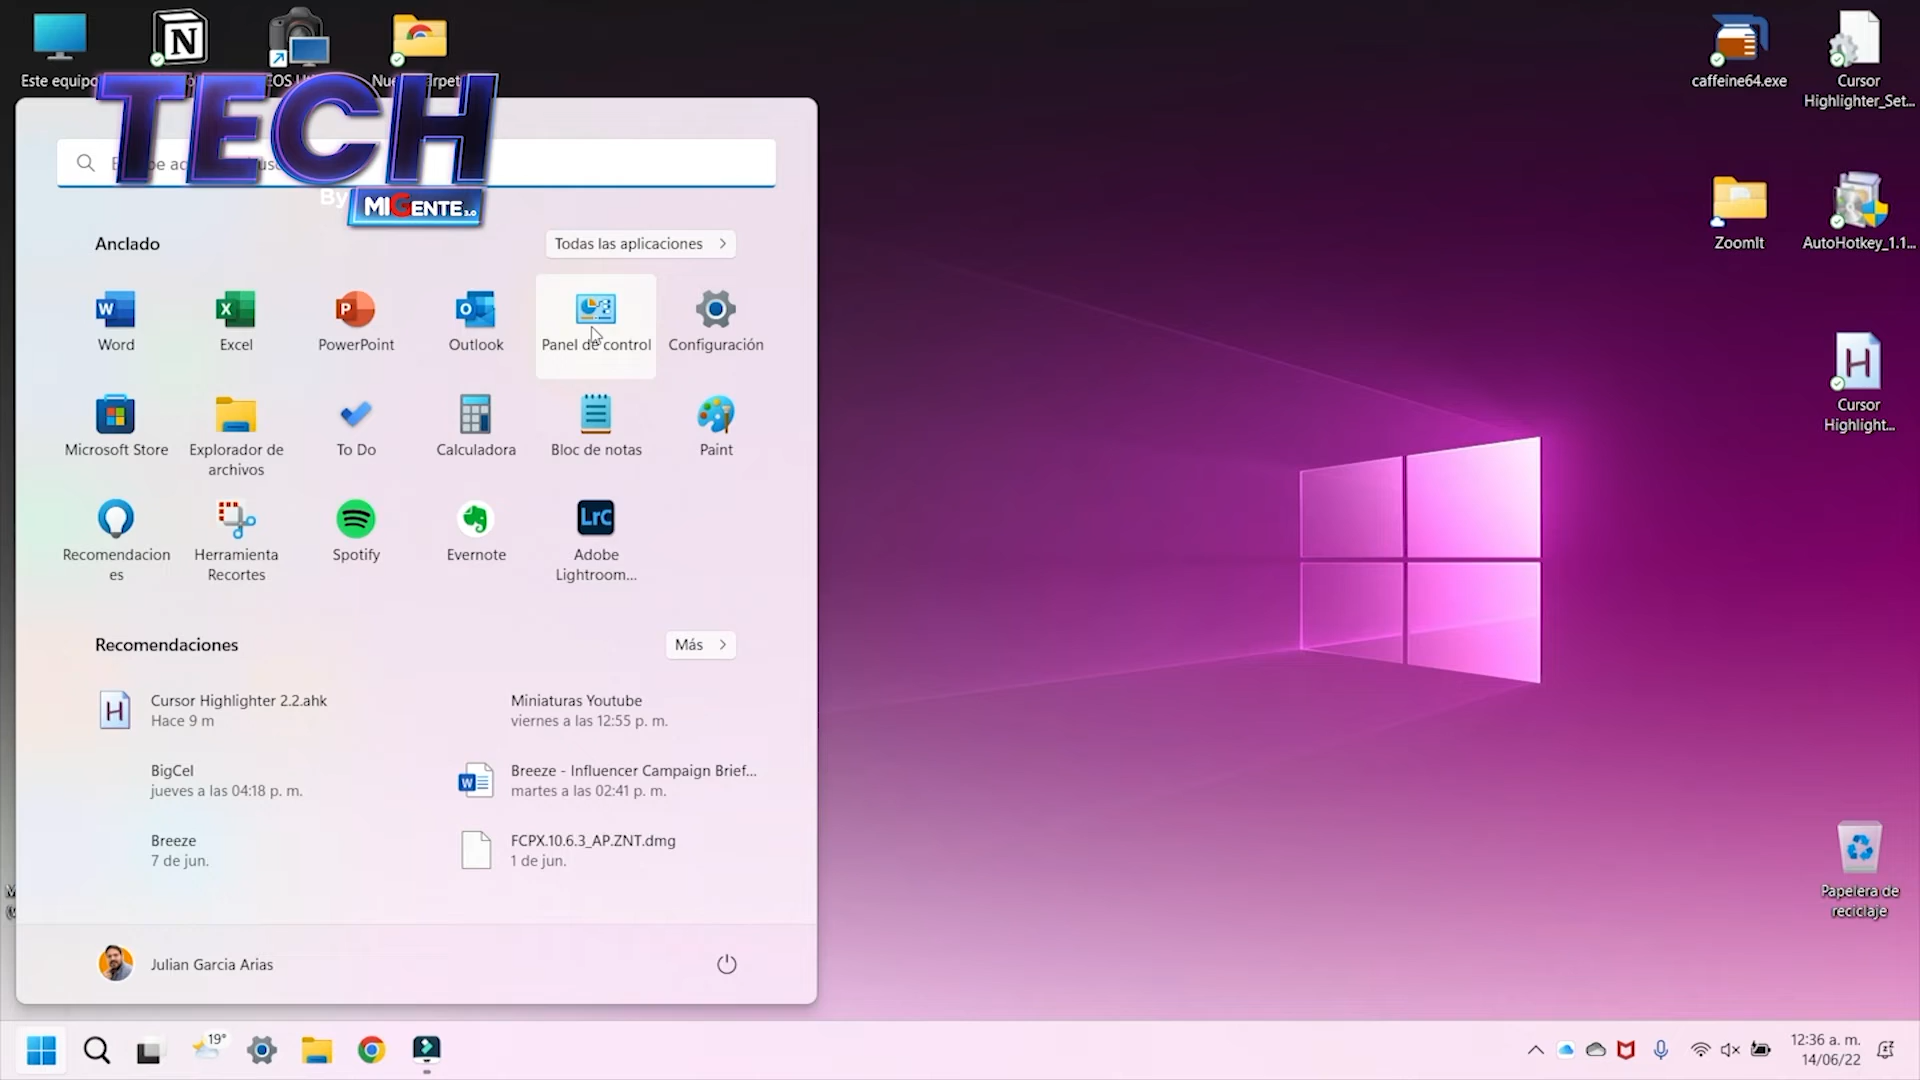 Este equipo
caffeine64.exe
Cursor
Highlighter_Set...
TECH
By MIGENTE 3.0
ZoomIt
AutoHotkey_1.1...
Anclado
Todas las aplicaciones
Word
Excel
PowerPoint
Outlook
Panel de control
Configuración
Cursor
Highlight...
Microsoft Store
Explorador de
archivos
To Do
Calculadora
Bloc de notas
Paint
Recomendacion
es
Herramienta
Recortes
Spotify
Evernote
LrC
Adobe
Lightroom...
Recomendaciones
Más
Cursor Highlighter 2.2.ahk
Hace 9 m
Miniaturas Youtube
viernes a las 12:55 p. m.
BigCel
jueves a las 04:18 p. m.
Breeze - Influencer Campaign Brief...
martes a las 02:41 p. m.
Breeze
7 de jun.
FCPX.10.6.3_AP.ZNT.dmg
1 de jun.
Papelera de
reciclaje
Julian Garcia Arias
19°
12:36 a. m.
14/06/22